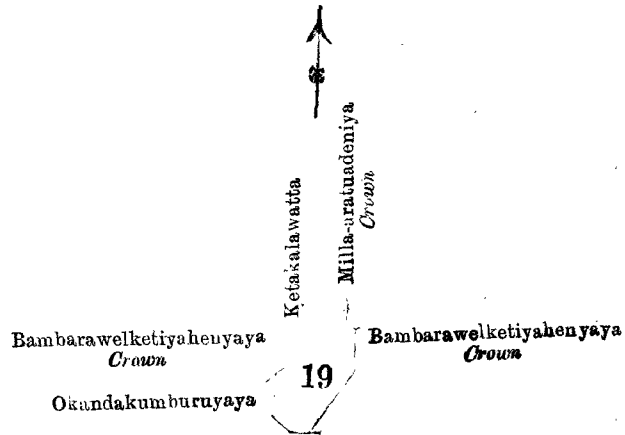 Ketakalawatta
Milla-aratuadeniya
Crown
Bambarawelketiyahenyaya
Crown
Bambarawelketiyahenyaya
Crown
19
Okandakumburuyaya